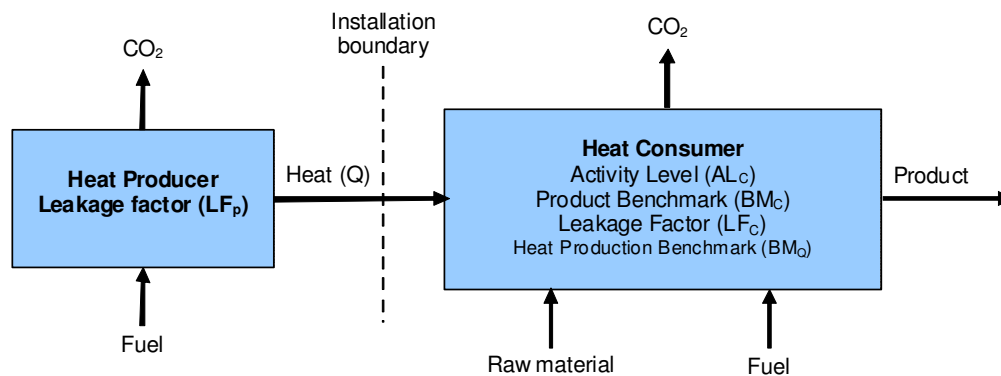 Installation
boundary
CO₂
CO₂
Heat Producer
Leakage factor (LFₚ)
Heat (Q)
Heat Consumer
Activity Level (ALC)
Product Benchmark (BMC)
Leakage Factor (LFC)
Heat Production Benchmark (BMQ)
Product
Fuel
Raw material
Fuel